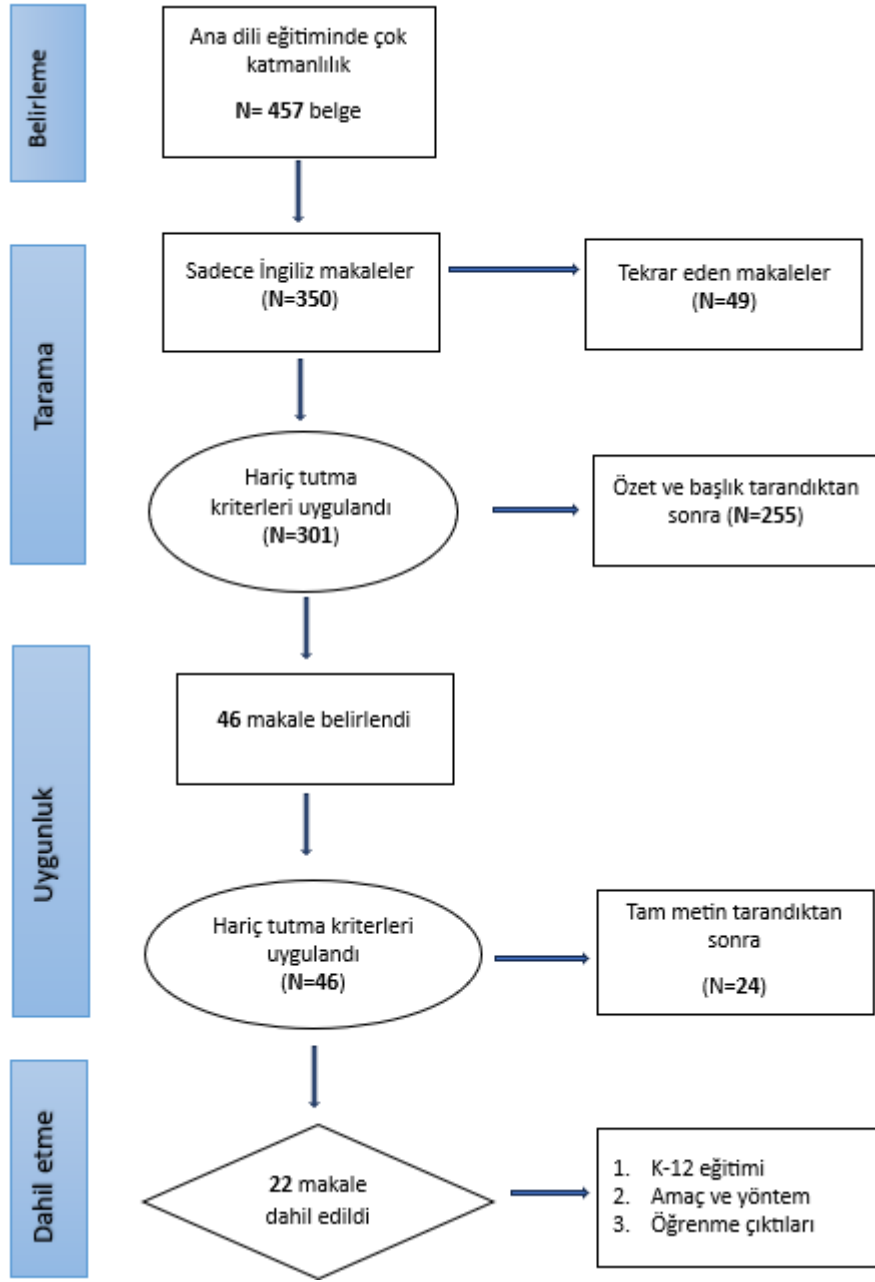 Belirleme
Ana dili eğitiminde çok
katmanlılık
N= 457 belge
Tarama
Sadece İngiliz makaleler
(N=350)
Tekrar eden makaleler
(N=49)
Hariç tutma
kriterleri uygulandı
(N=301)
Özet ve başlık tarandıktan
sonra (N=255)
Uygunluk
46 makale belirlendi
Hariç tutma kriterleri
uygulandı
(N=46)
Tam metin tarandıktan
sonra
(N=24)
Dahil etme
22 makale
dahil edildi
1. K-12 eğitimi
2. Amaç ve yöntem
3. Öğrenme çıktıları